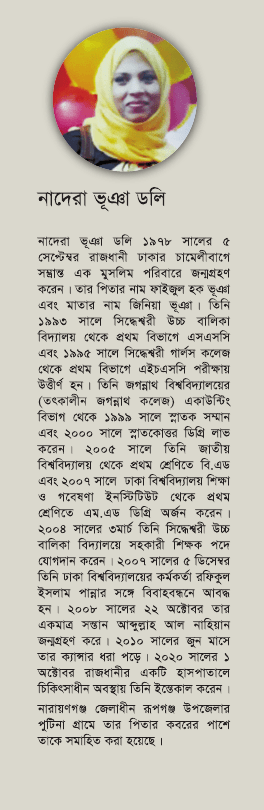 নাদেরা ভূঞা ডলি
নাদেরা ভূঞা ডলি ১৯৭৮ সালের ৫
সেপ্টেম্বর রাজধানী ঢাকার চামেলীবাগে
সম্ভ্রান্ত এক মুসলিম পরিবারে জন্মগ্রহণ
করেন। তার পিতার নাম ফাইজুল হক ভূঞা
এবং মাতার নাম জিনিয়া ভূঞা। তিনি
১৯৯৩ সালে সিদ্ধেশ্বরী উচ্চ বালিকা
বিদ্যালয় থেকে প্রথম বিভাগে এসএসসি
এবং ১৯৯৫ সালে সিদ্ধেশ্বরী গার্লস কলেজ
থেকে প্রথম বিভাগে এইচএসসি পরীক্ষায়
উত্তীর্ণ হন। তিনি জগন্নাথ বিশ্ববিদ্যালয়ের
(তৎকালীন জগন্নাথ কলেজ) একাউন্টিং
বিভাগ থেকে ১৯৯৯ সালে স্নাতক সম্মান
এবং ২০০০ সালে স্নাতকোত্তর ডিগ্রি লাভ
করেন। ২০০৫ সালে তিনি জাতীয়
বিশ্ববিদ্যালয় থেকে প্রথম শ্রেণিতে বি.এড
এবং ২০০৭ সালে ঢাকা বিশ্ববিদ্যালয় শিক্ষা
ও গবেষণা ইনস্টিটিউট থেকে প্রথম
শ্রেণিতে এম.এড ডিগ্রি অর্জন করেন।
২০০৪ সালের ৩মার্চ তিনি সিদ্ধেশ্বরী উচ্চ
বালিকা বিদ্যালয়ে সহকারী শিক্ষক পদে
যোগদান করেন। ২০০৭ সালের ৫ ডিসেম্বর
তিনি ঢাকা বিশ্ববিদ্যালয়ের কর্মকর্তা রফিকুল
ইসলাম পান্নার সঙ্গে বিবাহবন্ধনে আবদ্ধ
হন। ২০০৮ সালের ২২ অক্টোবর তার
একমাত্র সন্তান আব্দুল্লাহ আল নাহিয়ান
জন্মগ্রহণ করে। ২০১০ সালের জুন মাসে
তার ক্যান্সার ধরা পড়ে। ২০২০ সালের ১
অক্টোবর রাজধানীর একটি হাসপাতালে
চিকিৎসাধীন অবস্থায় তিনি ইন্তেকাল করেন।
নারায়ণগঞ্জ জেলাধীন রূপগঞ্জ উপজেলার
পুটিনা গ্রামে তার পিতার কবরের পাশে
তাকে সমাহিত করা হয়েছে।